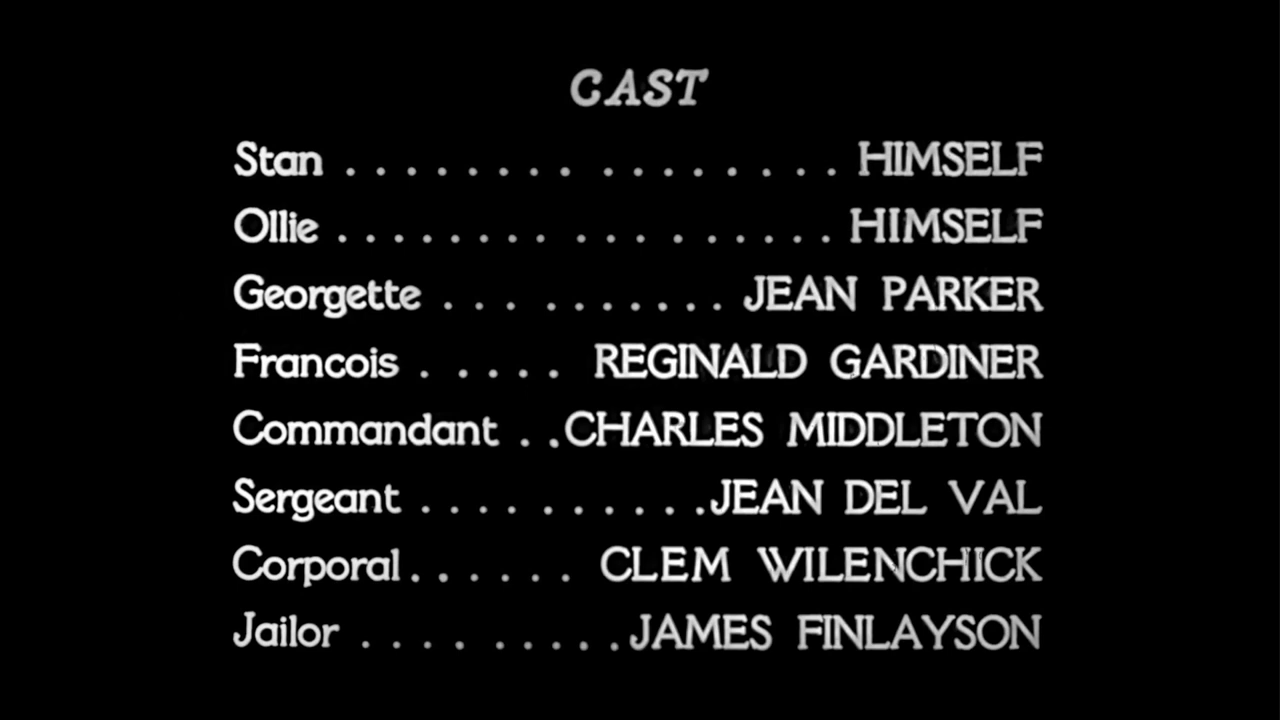 CAST
Stan . . . . . . . . . . . . . . . . . HIMSELF
Ollie . . . . . . . . . . . . . . . . . HIMSELF
Georgette . . . . . . . . . . JEAN PARKER
Francois . . . . . REGINALD GARDINER
Commandant . . CHARLES MIDDLETON
Sergeant . . . . . . . . . . JEAN DEL VAL
Corporal . . . . . . CLEM WILENCHICK
Jailor . . . . . . . . . JAMES FINLAYSON